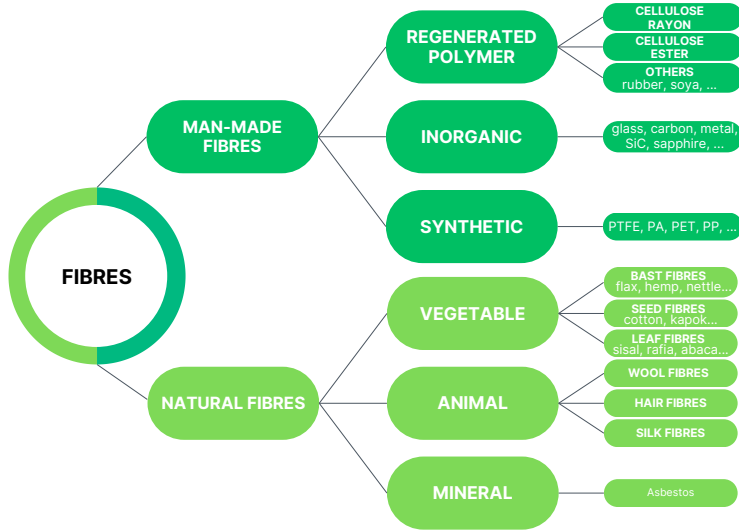 FIBRES
MAN-MADE
FIBRES
REGENERATED
POLYMER
CELLULOSE
RAYON
CELLULOSE
ESTER
OTHERS
rubber, soya, ...
INORGANIC
glass, carbon, metal,
SiC, sapphire, ...
SYNTHETIC
PTFE, PA, PET, PP, ...
NATURAL FIBRES
VEGETABLE
BAST FIBRES
flax, hemp, nettle...
SEED FIBRES
cotton, kapok...
LEAF FIBRES
sisal, rafia, abaca...
ANIMAL
WOOL FIBRES
HAIR FIBRES
SILK FIBRES
MINERAL
Asbestos